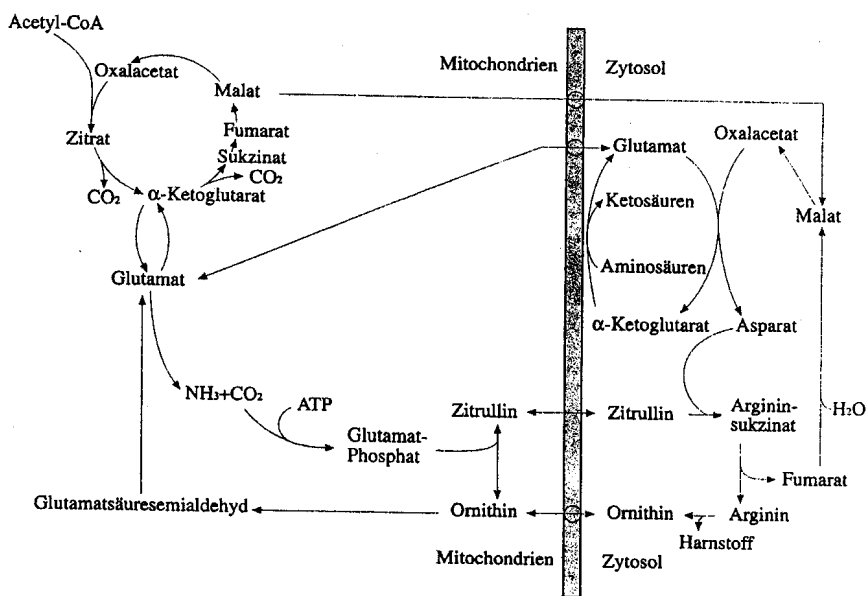 Acetyl-CoA
Oxalacetat
Malat
Fumarat
Sukzinat
CO₂
Zitrat
CO₂
α-Ketoglutarat
Glutamat
NH₃+CO₂
ATP
Glutamat-
Phosphat
Zitrullin
Ornithin
Glutamatsäuresemialdehyd
Mitochondrien
Zytosol
Glutamat
Oxalacetat
Ketosäuren
Malat
Aminosäuren
α-Ketoglutarat
Asparat
Zitrullin
Arginin-
sukzinat
H₂O
Fumarat
Ornithin
Arginin
Harnstoff
Mitochondrien
Zytosol